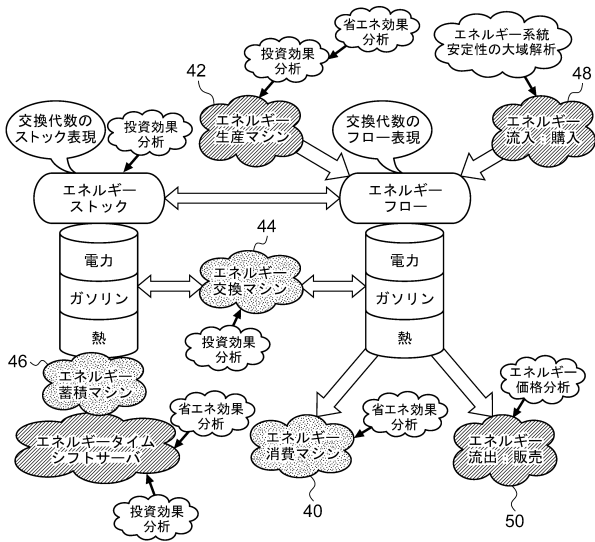 省エネ効果
分析
エネルギー系統
安定性の大域解析
投資効果
分析
42
48
交換代数の
ストック表現
投資効果
分析
エネルギー
生産マシン
交換代数の
フロー表現
エネルギー
流入:購入
エネルギー
ストック
エネルギー
フロー
44
電力
ガソリン
熱
エネルギー
交換マシン
電力
ガソリン
熱
投資効果
分析
46
エネルギー
蓄積マシン
エネルギー
価格分析
省エネ効果
分析
省エネ効果
分析
エネルギータイム
シフトサーバ
エネルギー
消費マシン
エネルギー
流出:販売
投資効果
分析
40
50